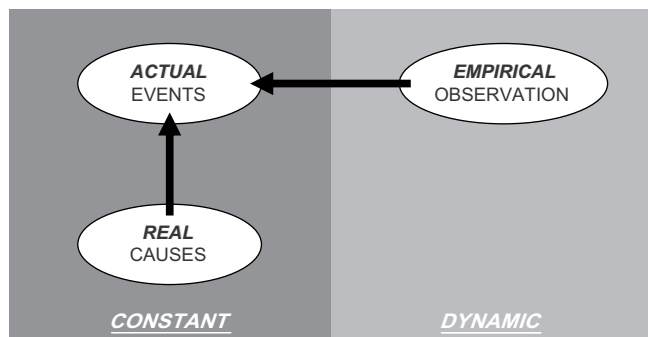 ACTUAL
EVENTS
EMPIRICAL
OBSERVATION
REAL
CAUSES
CONSTANT
DYNAMIC